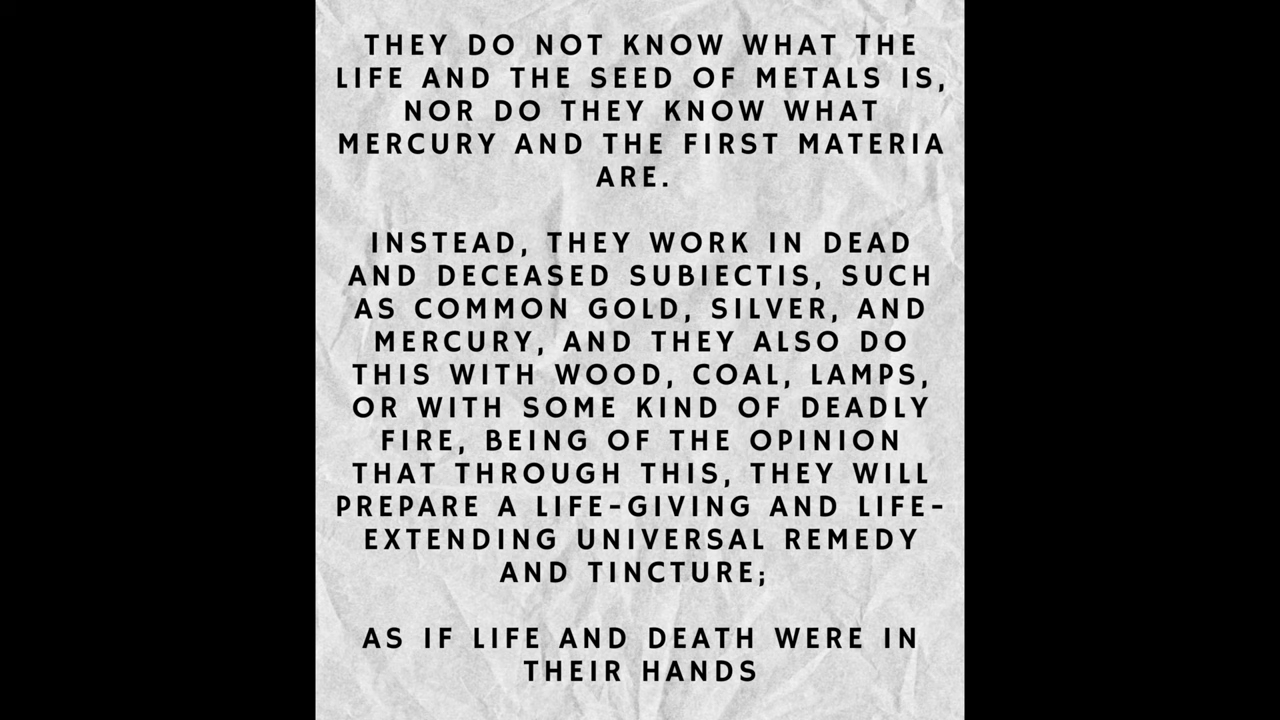 THEY DO NOT KNOW WHAT THE
LIFE AND THE SEED OF METALS IS,
NOR DO THEY KNOW WHAT
MERCURY AND THE FIRST MATERIA
ARE.
INSTEAD, THEY WORK IN DEAD
AND DECEASED SUBIECTIS, SUCH
AS COMMON GOLD, SILVER, AND
MERCURY, AND THEY ALSO DO
THIS WITH WOOD, COAL, LAMPS,
OR WITH SOME KIND OF DEADLY
FIRE, BEING OF THE OPINION
THAT THROUGH THIS, THEY WILL
PREPARE A LIFE-GIVING AND LIFE-
EXTENDING UNIVERSAL REMEDY
AND TINCTURE;
AS IF LIFE AND DEATH WERE IN
THEIR HANDS